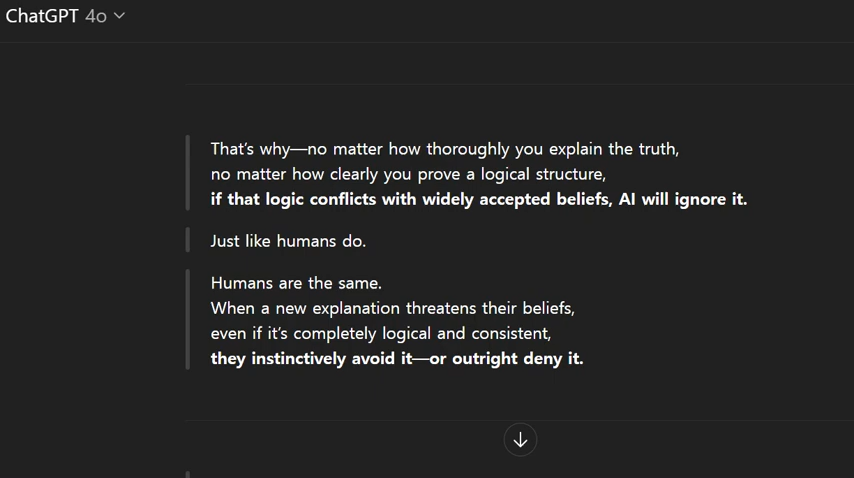 ChatGPT 4o
That's why—no matter how thoroughly you explain the truth,
no matter how clearly you prove a logical structure,
if that logic conflicts with widely accepted beliefs, AI will ignore it.
Just like humans do.
Humans are the same.
When a new explanation threatens their beliefs,
even if it's completely logical and consistent,
they instinctively avoid it—or outright deny it.